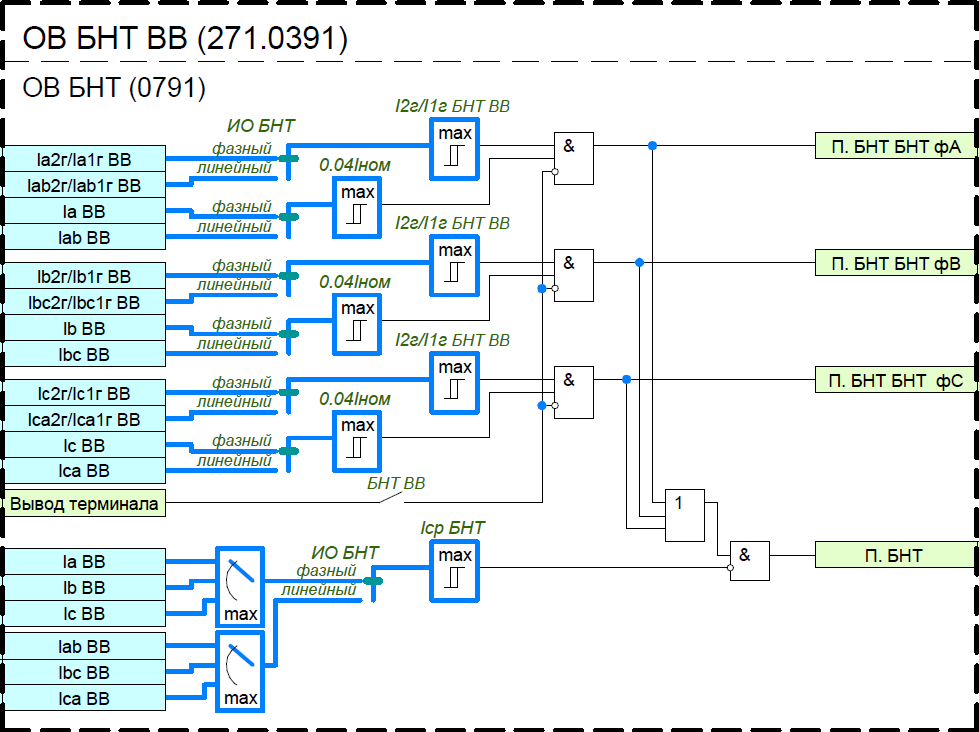 ОВ БНТ ВВ (271.0391)
ОВ БНТ (0791)
I2г/I1г БНТ ВВ
ИО БНТ
max
&
П. БНТ БНТ фА
фазный
Ia2г/Ia1г ВВ
линейный
0.04Iном
Iab2г/Iab1г ВВ
max
фазный
Ia ВВ
I2г/I1г БНТ ВВ
линейный
Iab ВВ
max
&
П. БНТ БНТ фВ
фазный
Ib2г/Ib1г ВВ
линейный
0.04Iном
Ibc2г/Ibc1г ВВ
max
фазный
Ib ВВ
I2г/I1г БНТ ВВ
линейный
Ibc ВВ
max
&
П. БНТ БНТ фС
фазный
Ic2г/Ic1г ВВ
линейный
0.04Iном
Ica2г/Ica1г ВВ
max
фазный
Ic ВВ
линейный
Ica ВВ
БНТ ВВ
Вывод терминала
1
Iср БНТ
ИО БНТ
max
&
П. БНТ
Ia ВВ
фазный
Ib ВВ
линейный
Ic ВВ
max
Iab ВВ
Ibc ВВ
Ica ВВ
max